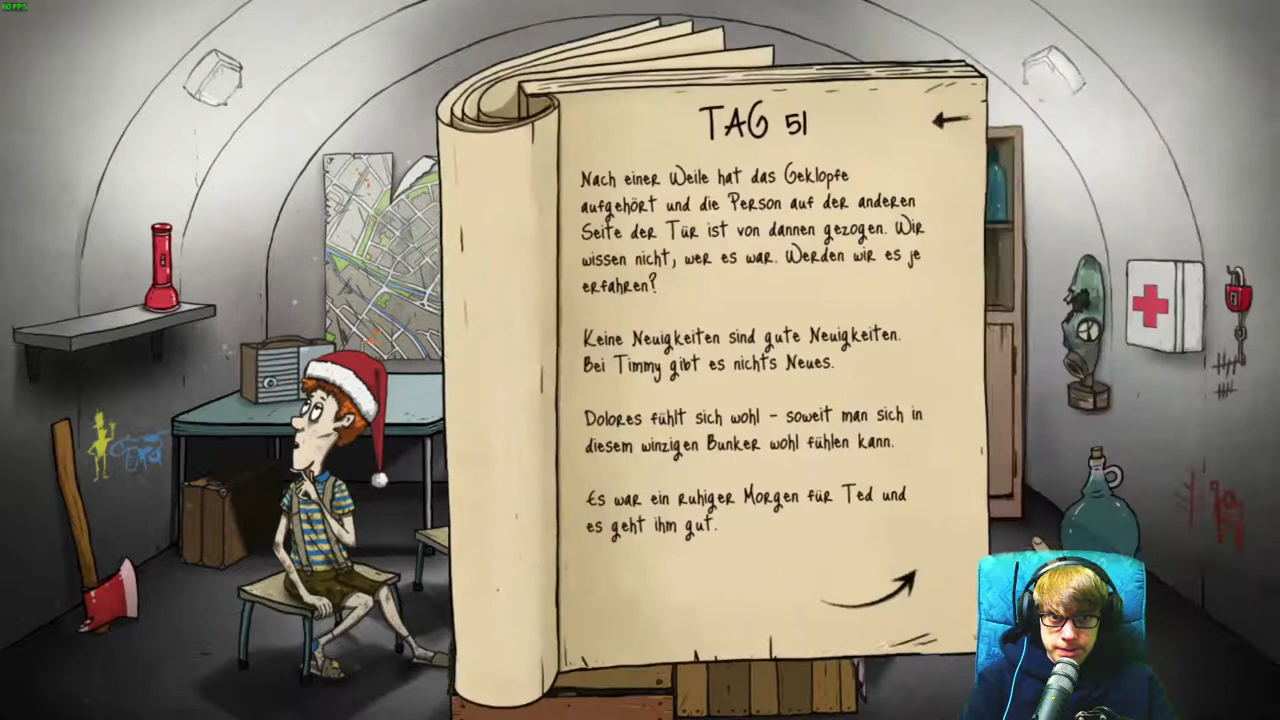 60 FPS
TAG 51
Nach einer Weile hat das Geklopfe
aufgehört und die Person auf der anderen
Seite der Tür ist von dannen gezogen. Wir
wissen nicht, wer es war. Werden wir es je
erfahren?
Keine Neuigkeiten sind gute Neuigkeiten.
Bei Timmy gibt es nichts Neues.
Dolores fühlt sich wohl - soweit man sich in
diesem winzigen Bunker wohl fühlen kann.
Es war ein ruhiger Morgen für Ted und
es geht ihm gut.